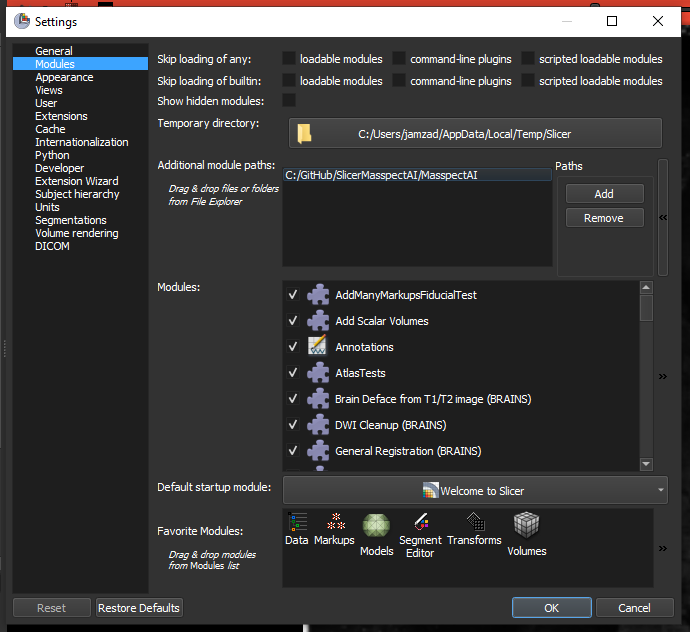 Settings
General
Modules
Appearance
Views
User
Extensions
Cache
Internationalization
Python
Developer
Extension Wizard
Subject hierarchy
Units
Segmentations
Volume rendering
DICOM
Skip loading of any: loadable modules command-line plugins scripted loadable modules
Skip loading of builtin: loadable modules command-line plugins scripted loadable modules
Show hidden modules:
Temporary directory: C:/Users/jamzad/AppData/Local/Temp/Slicer
Additional module paths:
Drag & drop files or folders
from File Explorer
C:/GitHub/SlicerMasspectAI/MasspectAI
Paths
Add
Remove
«
Modules:
AddManyMarkupsFiducialTest
Add Scalar Volumes
Annotations
AtlasTests
Brain Deface from T1/T2 image (BRAINS)
DWI Cleanup (BRAINS)
General Registration (BRAINS)
»
Default startup module: Welcome to Slicer
Favorite Modules:
Drag & drop modules
from Modules list
Data
Markups
Models
Segment
Editor
Transforms
Volumes
»
Reset
Restore Defaults
OK
Cancel